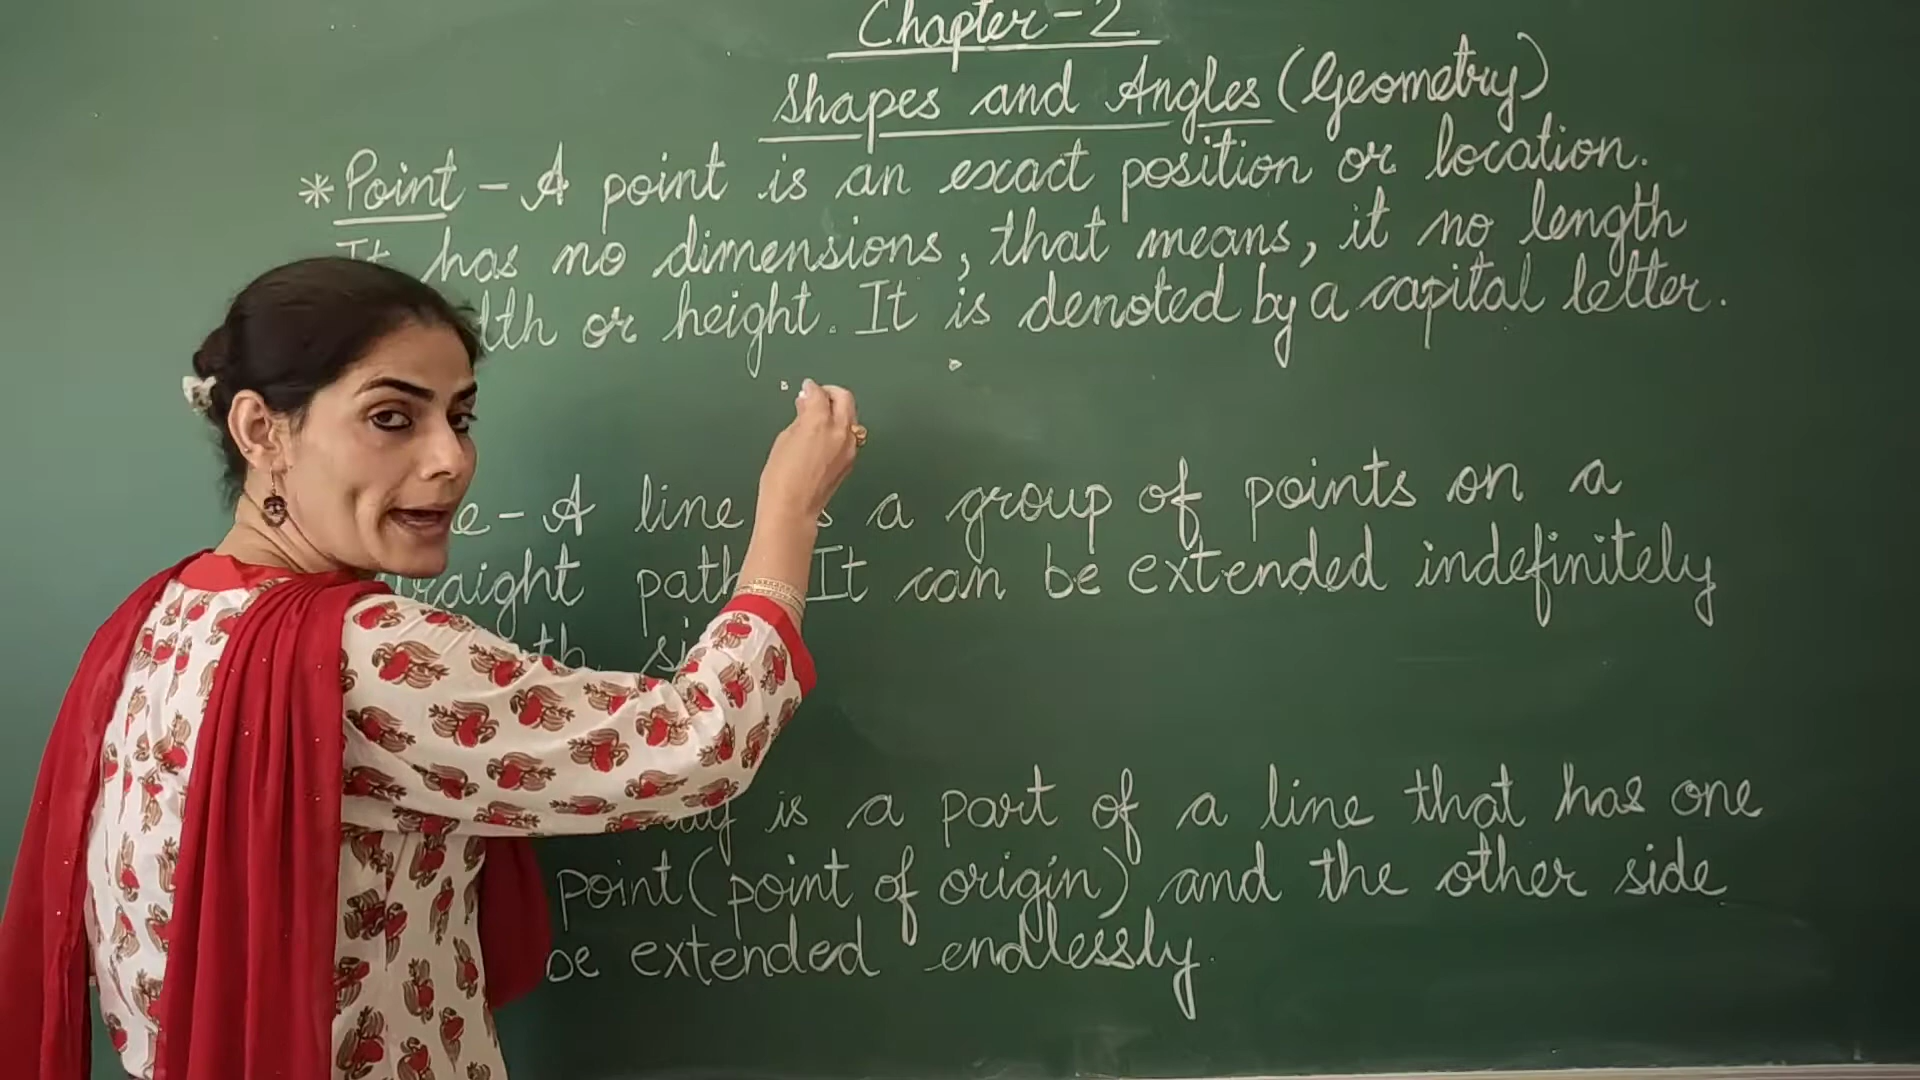 Chapter-2
Shapes and Angles (Geometry)
*Point - A point is an exact position or location.
It has no dimensions, that means, it no length
or height. It is denoted by a capital letter.
A line is a group of points on a
path It can be extended indefinitely
is a part of a line that has one
point (point of origin) and the other side
be extended endlessly.